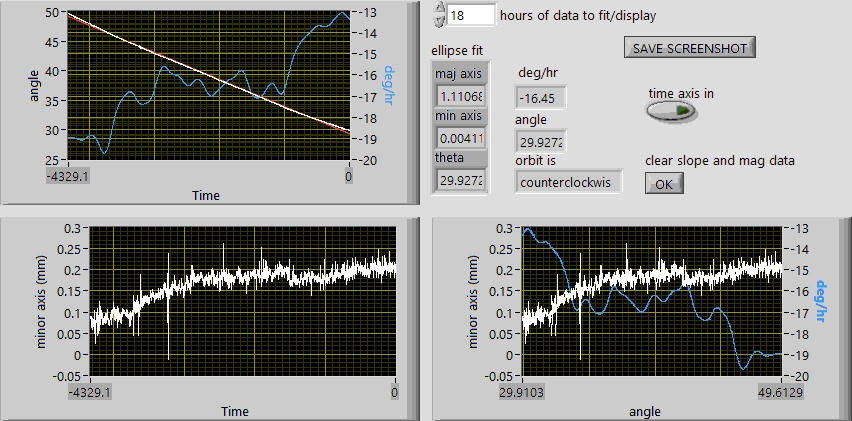 50
45
40
35
30
25
angle
-13
-14
-15
-16
-17
-18
-19
-20
deg/hr
-4329.1
0
Time
18 hours of data to fit/display
SAVE SCREENSHOT
ellipse fit
maj axis
1.1106
min axis
0.00411
theta
29.9272
deg/hr
-16.45
angle
29.9272
orbit is
counterclockwis
time axis in
clear slope and mag data
OK
0.3
0.25
0.2
0.15
0.1
0.05
0
-0.05
minor axis (mm)
-4329.1
0
Time
0.3
0.25
0.2
0.15
0.1
0.05
0
-0.05
minor axis (mm)
-13
-14
-15
-16
-17
-18
-19
-20
deg/hr
29.9103
49.6129
angle